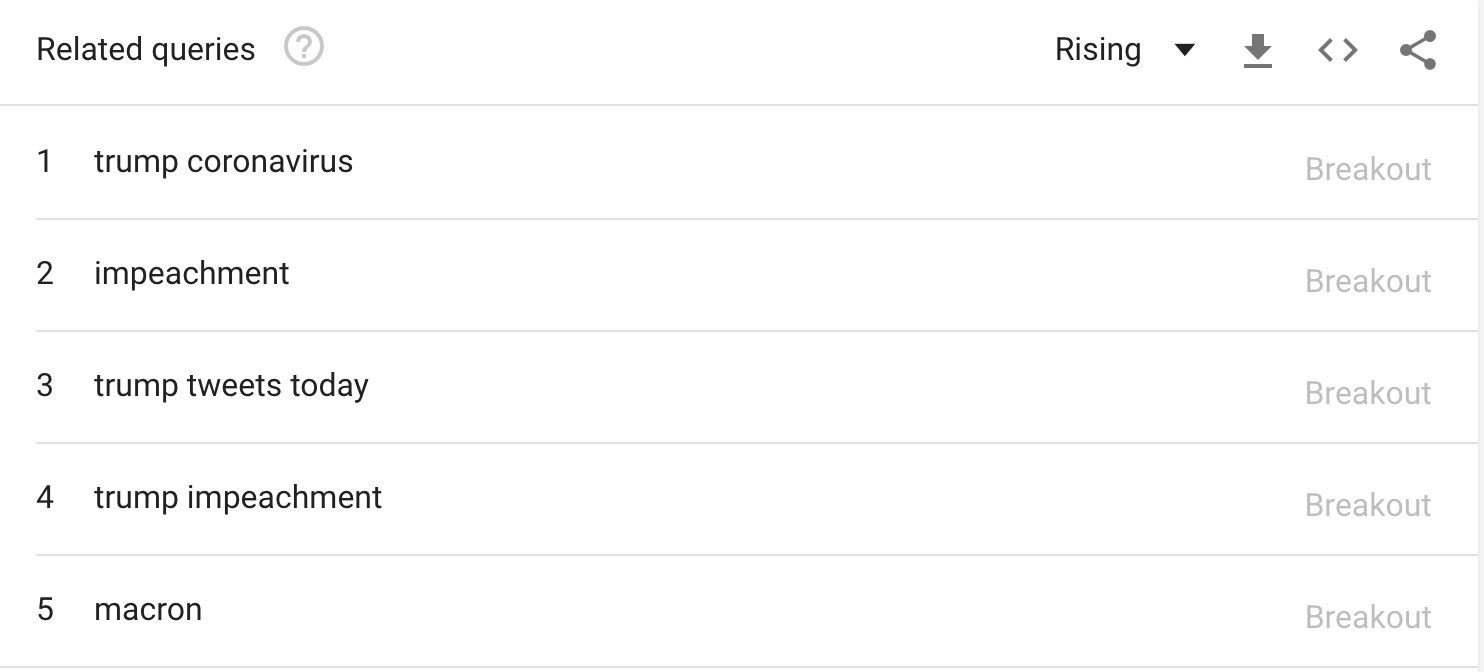 Related queries ? Rising
1 trump coronavirus Breakout
2 impeachment Breakout
3 trump tweets today Breakout
4 trump impeachment Breakout
5 macron Breakout